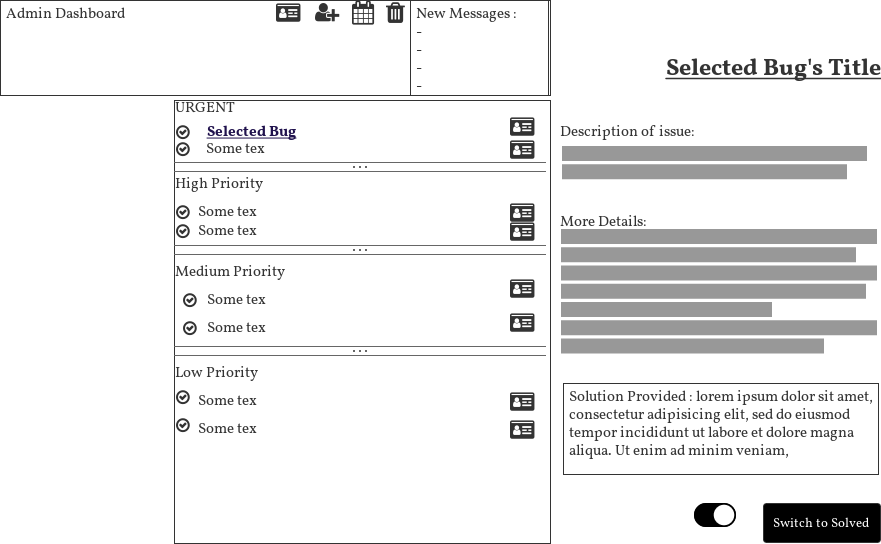 Admin Dashboard
New Messages :
-
-
-
-
URGENT
Selected Bug
Some tex
...
High Priority
Some tex
Some tex
...
Medium Priority
Some tex
Some tex
...
Low Priority
Some tex
Some tex
Selected Bug's Title
Description of issue:
More Details:
Solution Provided : lorem ipsum dolor sit amet,
consectetur adipisicing elit, sed do eiusmod
tempor incididunt ut labore et dolore magna
aliqua. Ut enim ad minim veniam,
Switch to Solved